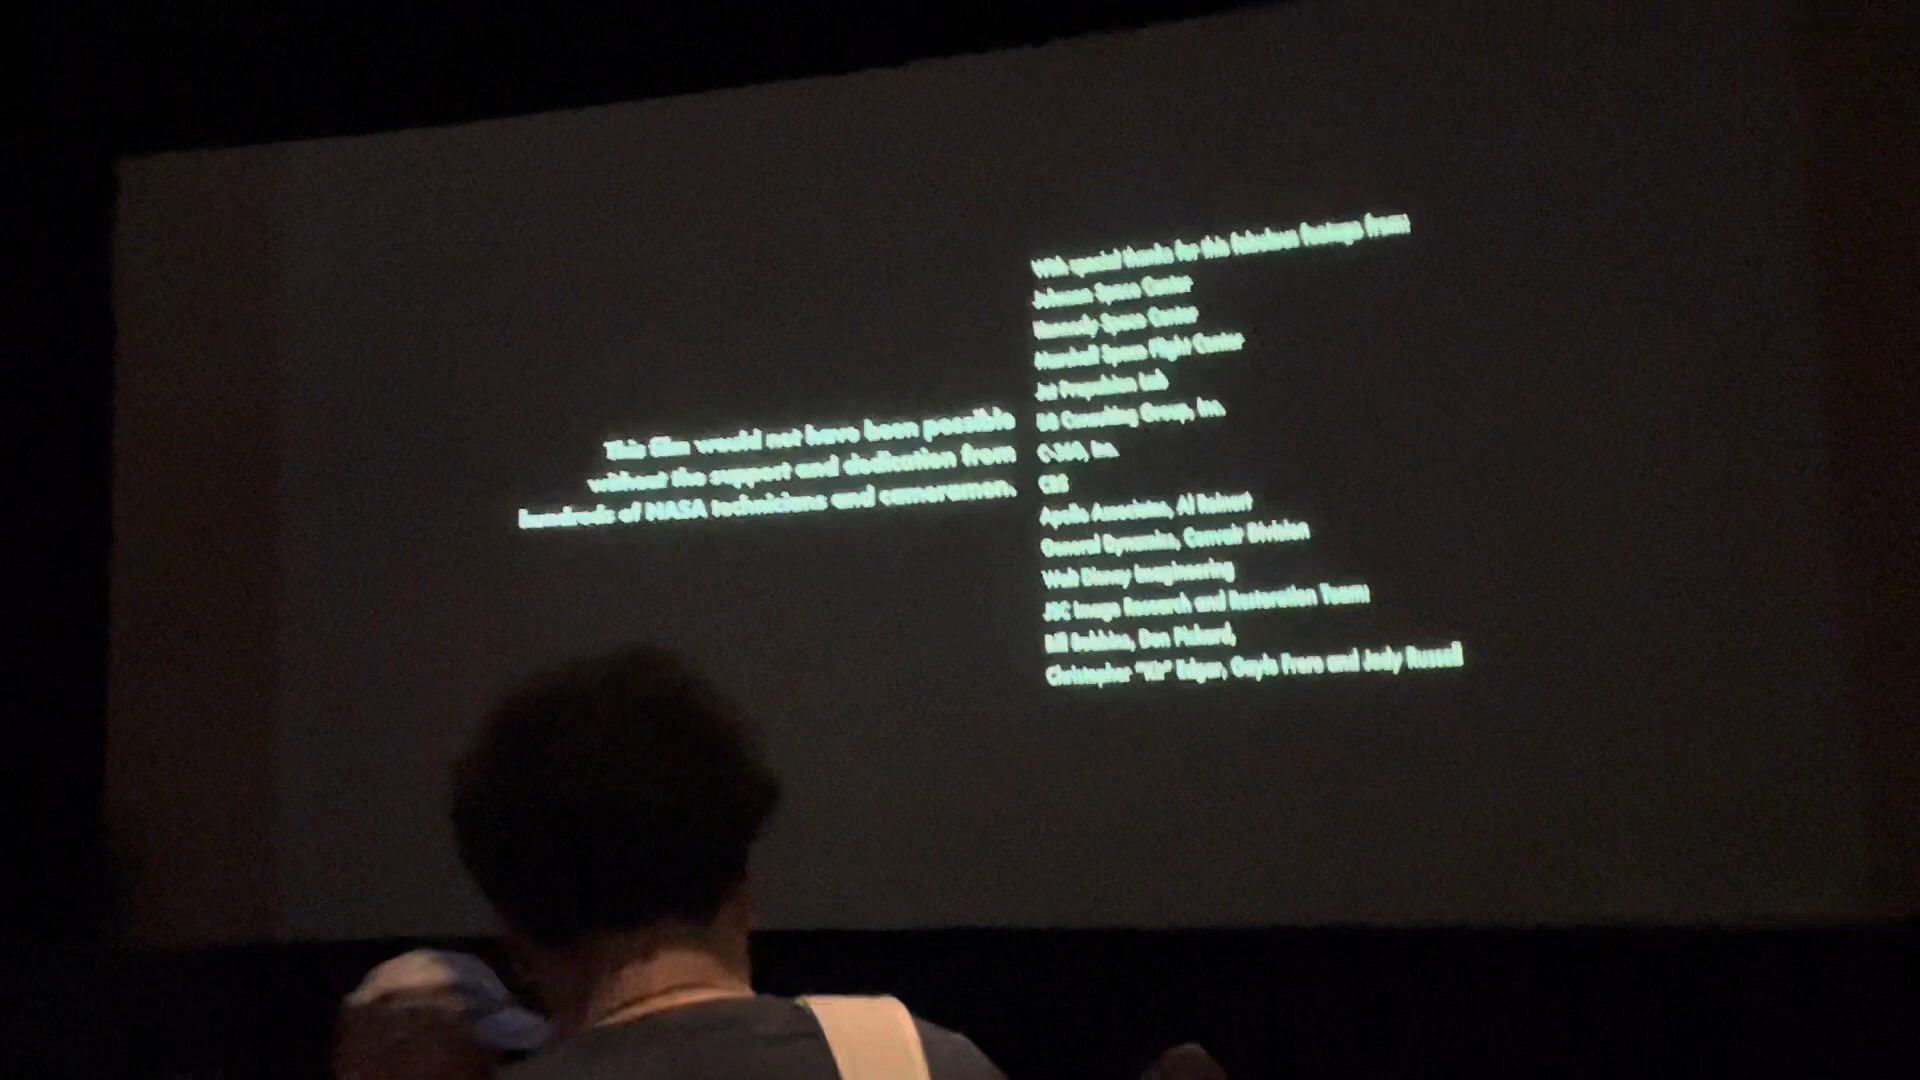 This film would not have been possible
without the support and dedication from
hundreds of NASA technicians and cameramen.
With special thanks for this fabulous footage from:
Johnson Space Center
Kennedy Space Center
Marshall Space Flight Center
Jet Propulsion Lab
Consulting Group, Inc.
C-360, Inc.
CBS
Apollo Associates, Al Reinert
General Dynamics, Convair Division
Walt Disney Imagineering
JSC Image Research and Restoration Team:
Bill Robbins, Don Pickard,
Christopher "Kit" Edgar, Gayle Frere and Jody Russell